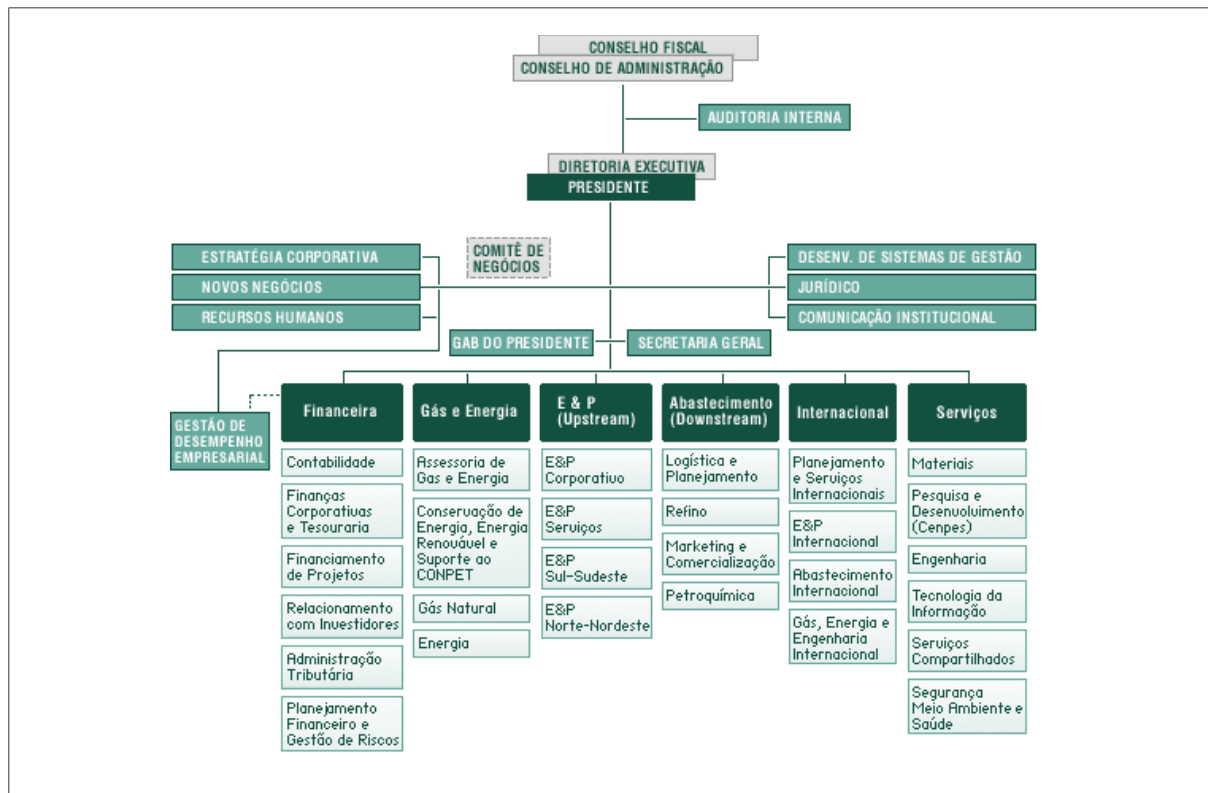 CONSELHO FISCAL
CONSELHO DE ADMINISTRAÇÃO
AUDITORIA INTERNA
DIRETORIA EXECUTIVA
PRESIDENTE
ESTRATÉGIA CORPORATIVA
NOVOS NEGÓCIOS
RECURSOS HUMANOS
COMITÊ DE
NEGÓCIOS
DESENV. DE SISTEMAS DE GESTÃO
JURÍDICO
COMUNICAÇÃO INSTITUCIONAL
GAB DO PRESIDENTE
SECRETARIA GERAL
GESTÃO DE
DESEMPENHO
EMPRESARIAL
Financeira
Contabilidade
Finanças
Corporativas
e Tesouraria
Financiamento
de Projetos
Relacionamento
com Investidores
Administração
Tributária
Planejamento
Financeiro e
Gestão de Riscos
Gás e Energia
Assessoria de
Gas e Energia
Conservação de
Energia, Energia
Renovável e
Suporte ao
CONPET
Gás Natural
Energia
E & P
(Upstream)
E&P
Corporativo
E&P
Serviços
E&P
Sul-Sudeste
E&P
Norte-Nordeste
Abastecimento
(Downstream)
Logística e
Planejamento
Refino
Marketing e
Comercialização
Petroquímica
Internacional
Planejamento
e Serviços
Internacionais
E&P
Internacional
Abastecimento
Internacional
Gás, Energia e
Engenharia
Internacional
Serviços
Materiais
Pesquisa e
Desenvolvimento
(Cenpes)
Engenharia
Tecnologia da
Informação
Serviços
Compartilhados
Segurança
Meio Ambiente e
Saúde